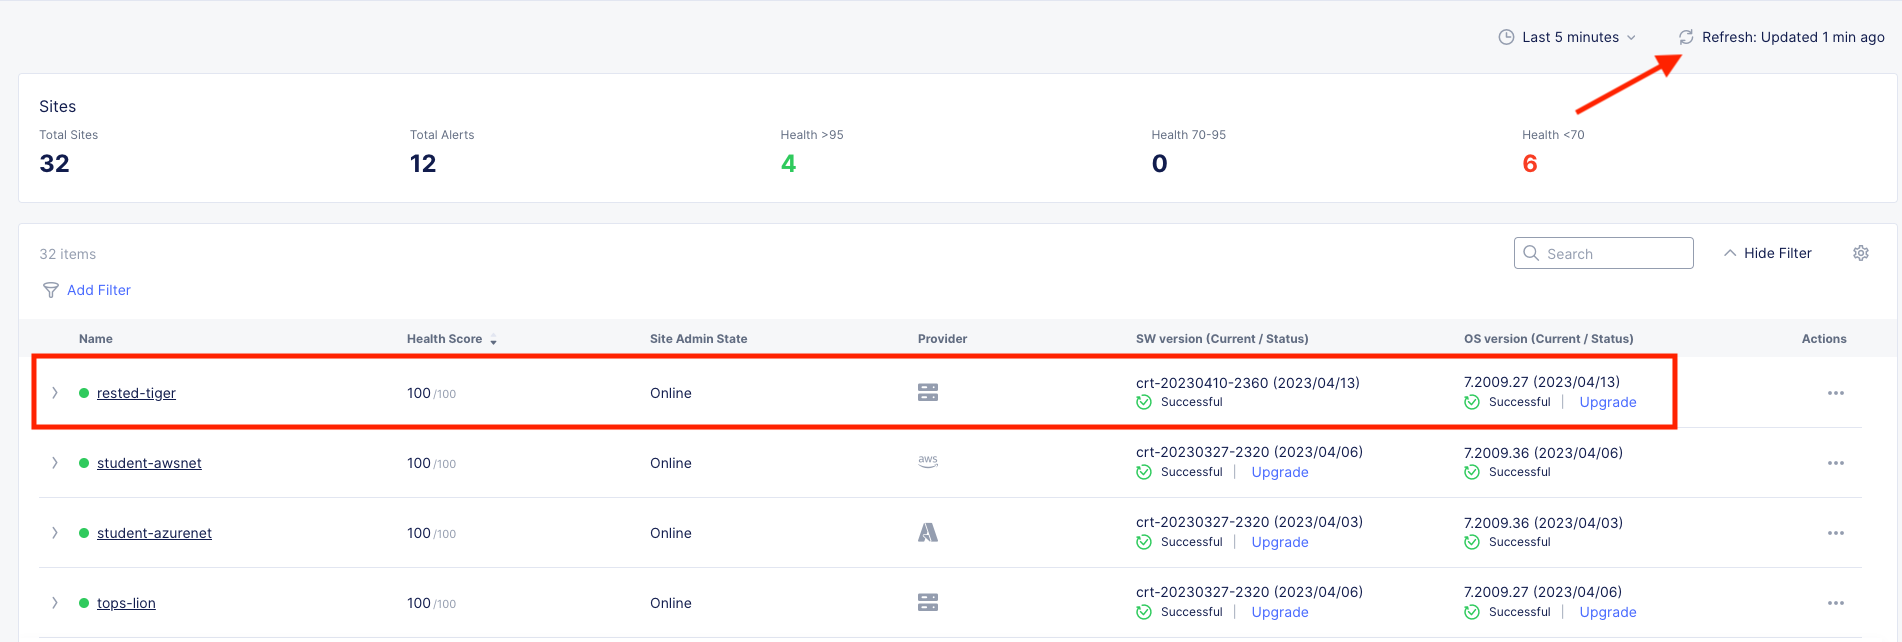 Last 5 minutes Refresh: Updated 1 min ago
Sites
Total Sites Total Alerts Health >95 Health 70-95 Health <70
32 12 4 0 6
32 items Search Hide Filter
Add Filter
Name Health Score Site Admin State Provider SW version (Current / Status) OS version (Current / Status) Actions
rested-tiger 100 /100 Online crt-20230410-2360 (2023/04/13) 7.2009.27 (2023/04/13)
Successful Successful | Upgrade
student-awsnet 100 /100 Online aws crt-20230327-2320 (2023/04/06) 7.2009.36 (2023/04/06)
Successful | Upgrade Successful
student-azurenet 100 /100 Online crt-20230327-2320 (2023/04/03) 7.2009.36 (2023/04/03)
Successful | Upgrade Successful
tops-lion 100 /100 Online crt-20230327-2320 (2023/04/06) 7.2009.27 (2023/04/06)
Successful | Upgrade Successful | Upgrade